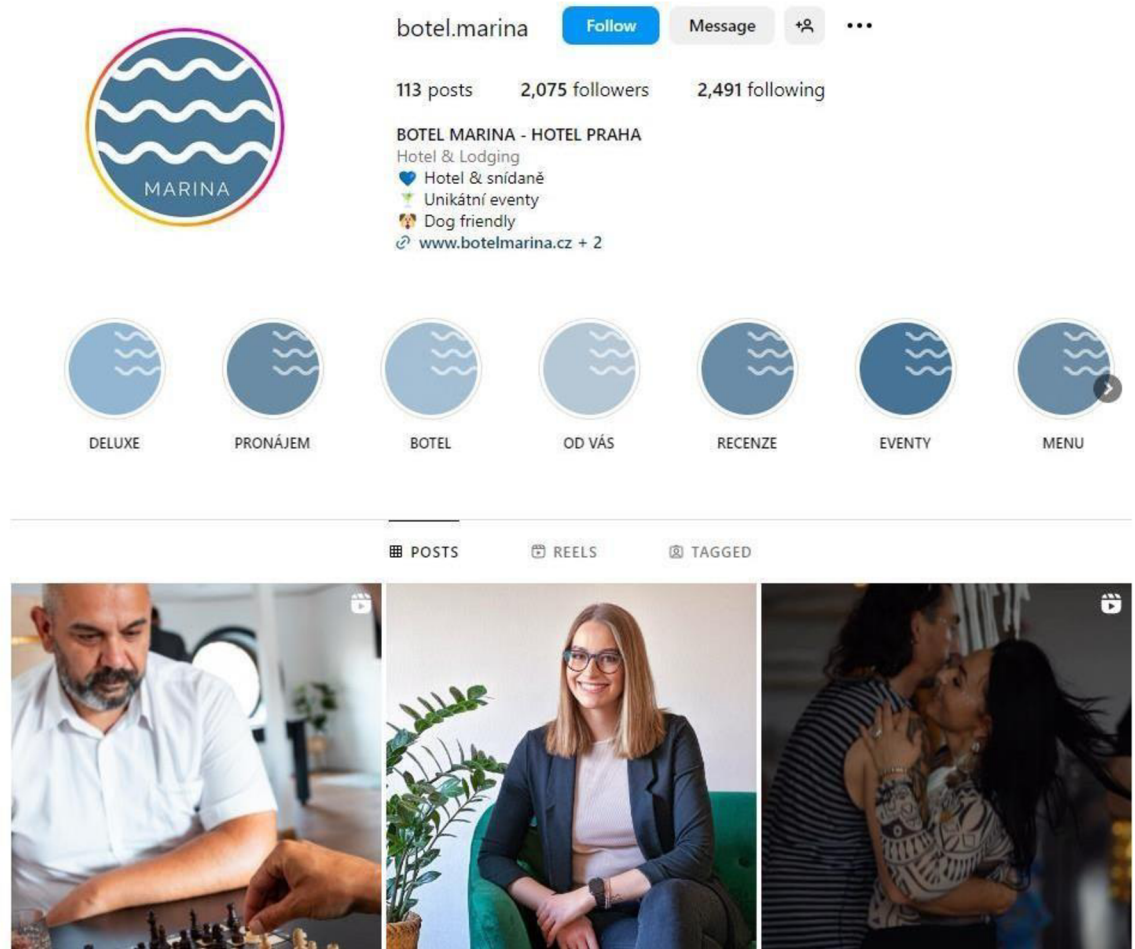 botel.marina
Follow
Message
113 posts
2,075 followers
2,491 following
BOTEL MARINA - HOTEL PRAHA
Hotel & Lodging
💙 Hotel & snídaně
🍸 Unikátní eventy
🐶 Dog friendly
www.botelmarina.cz + 2
MARINA
DELUXE
PRONÁJEM
BOTEL
OD VÁS
RECENZE
EVENTY
MENU
POSTS
REELS
TAGGED